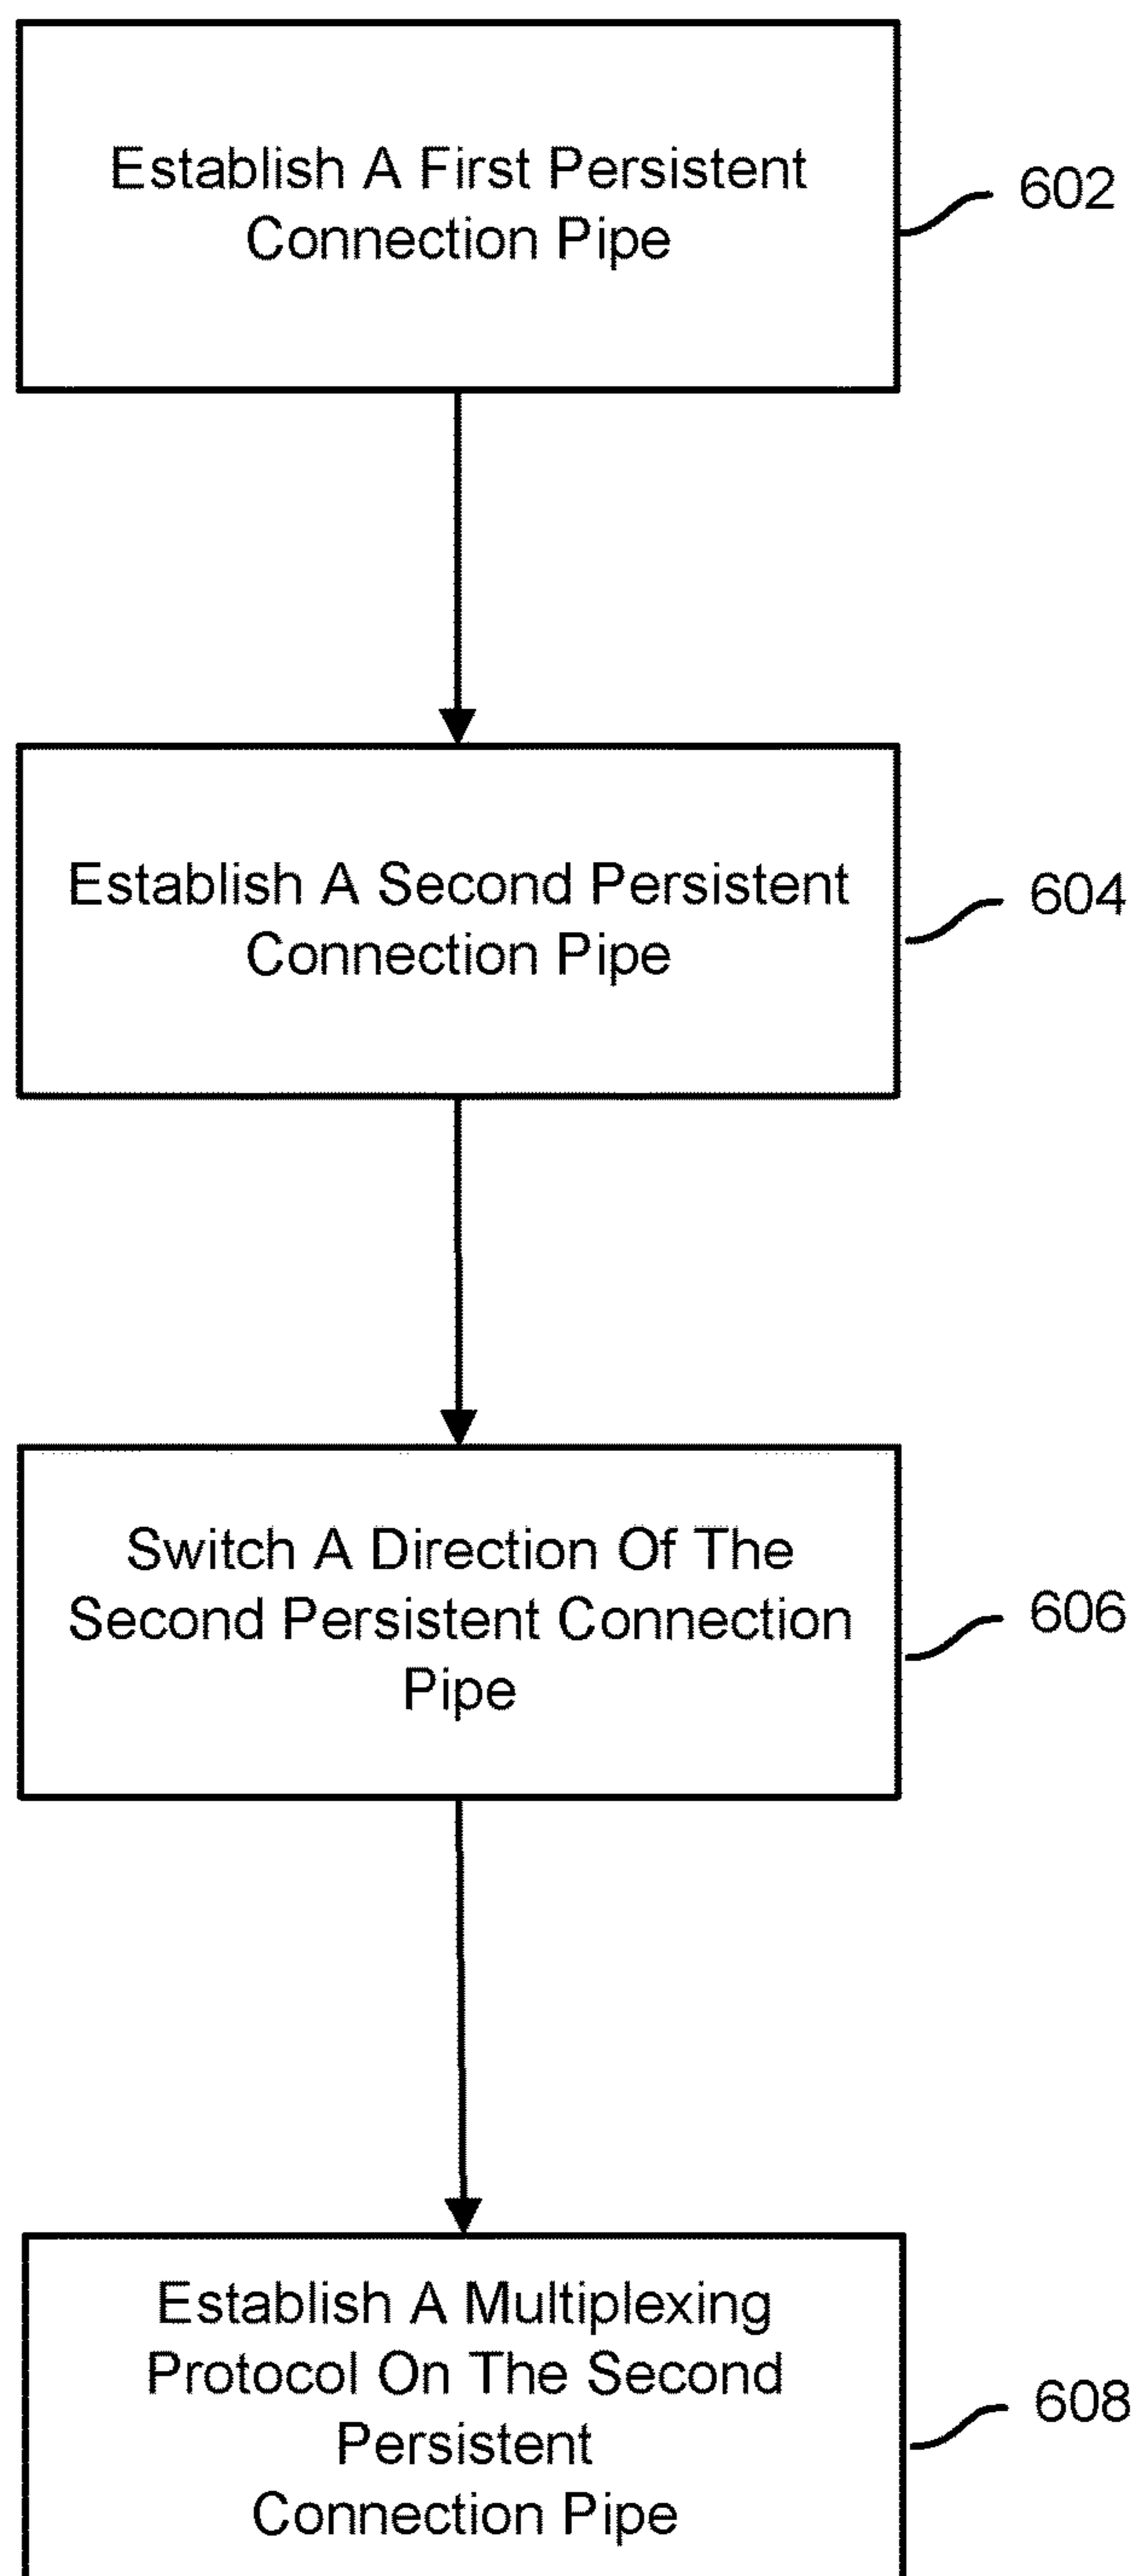 Establish A First Persistent
Connection Pipe
602
Establish A Second Persistent
Connection Pipe
604
Switch A Direction Of The
Second Persistent Connection
Pipe
606
Establish A Multiplexing
Protocol On The Second
Persistent
Connection Pipe
608